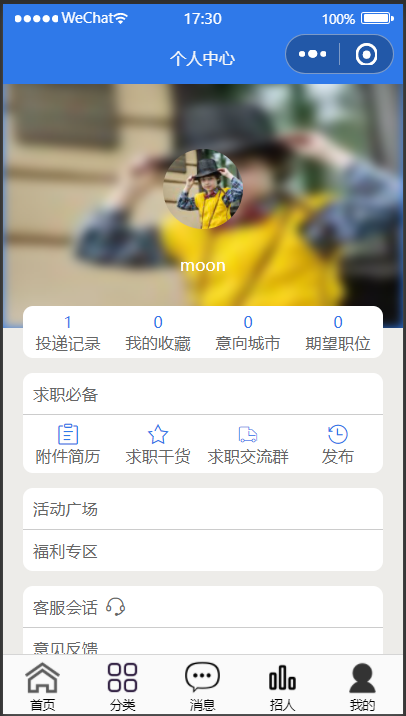 WeChat 17:30 100%
个人中心
moon
1 0 0 0
投递记录 我的收藏 意向城市 期望职位
求职必备
附件简历 求职干货 求职交流群 发布
活动广场
福利专区
客服会话
意见反馈
首页 分类 消息 招人 我的